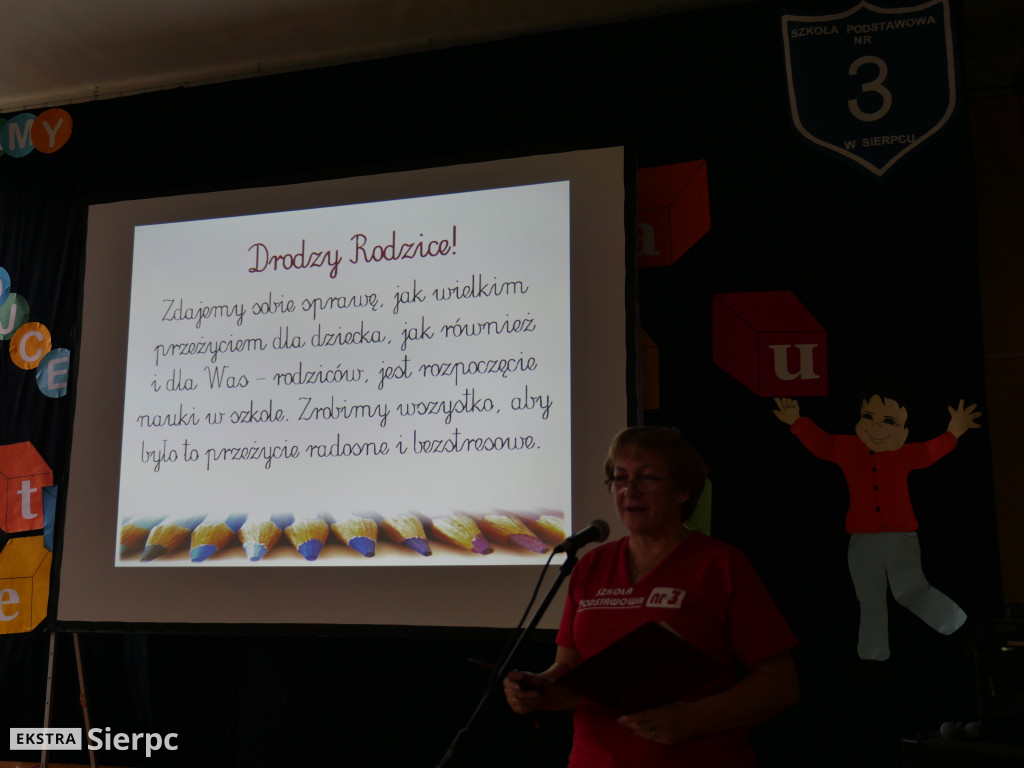 SZKOŁA PODSTAWOWA
NR
3
W SIERPCU
MY
J
C
E
a
u
t
e
Drodzy Rodzice!
Zdajemy sobie sprawę, jak wielkim
przeżyciem dla dziecka, jak również
i dla Was – rodziców, jest rozpoczęcie
nauki w szkole. Zrobimy wszystko, aby
było to przeżycie radosne i bezstresowe.
SZKOŁA
PODSTAWOWA nr 3
EKSTRA Sierpc